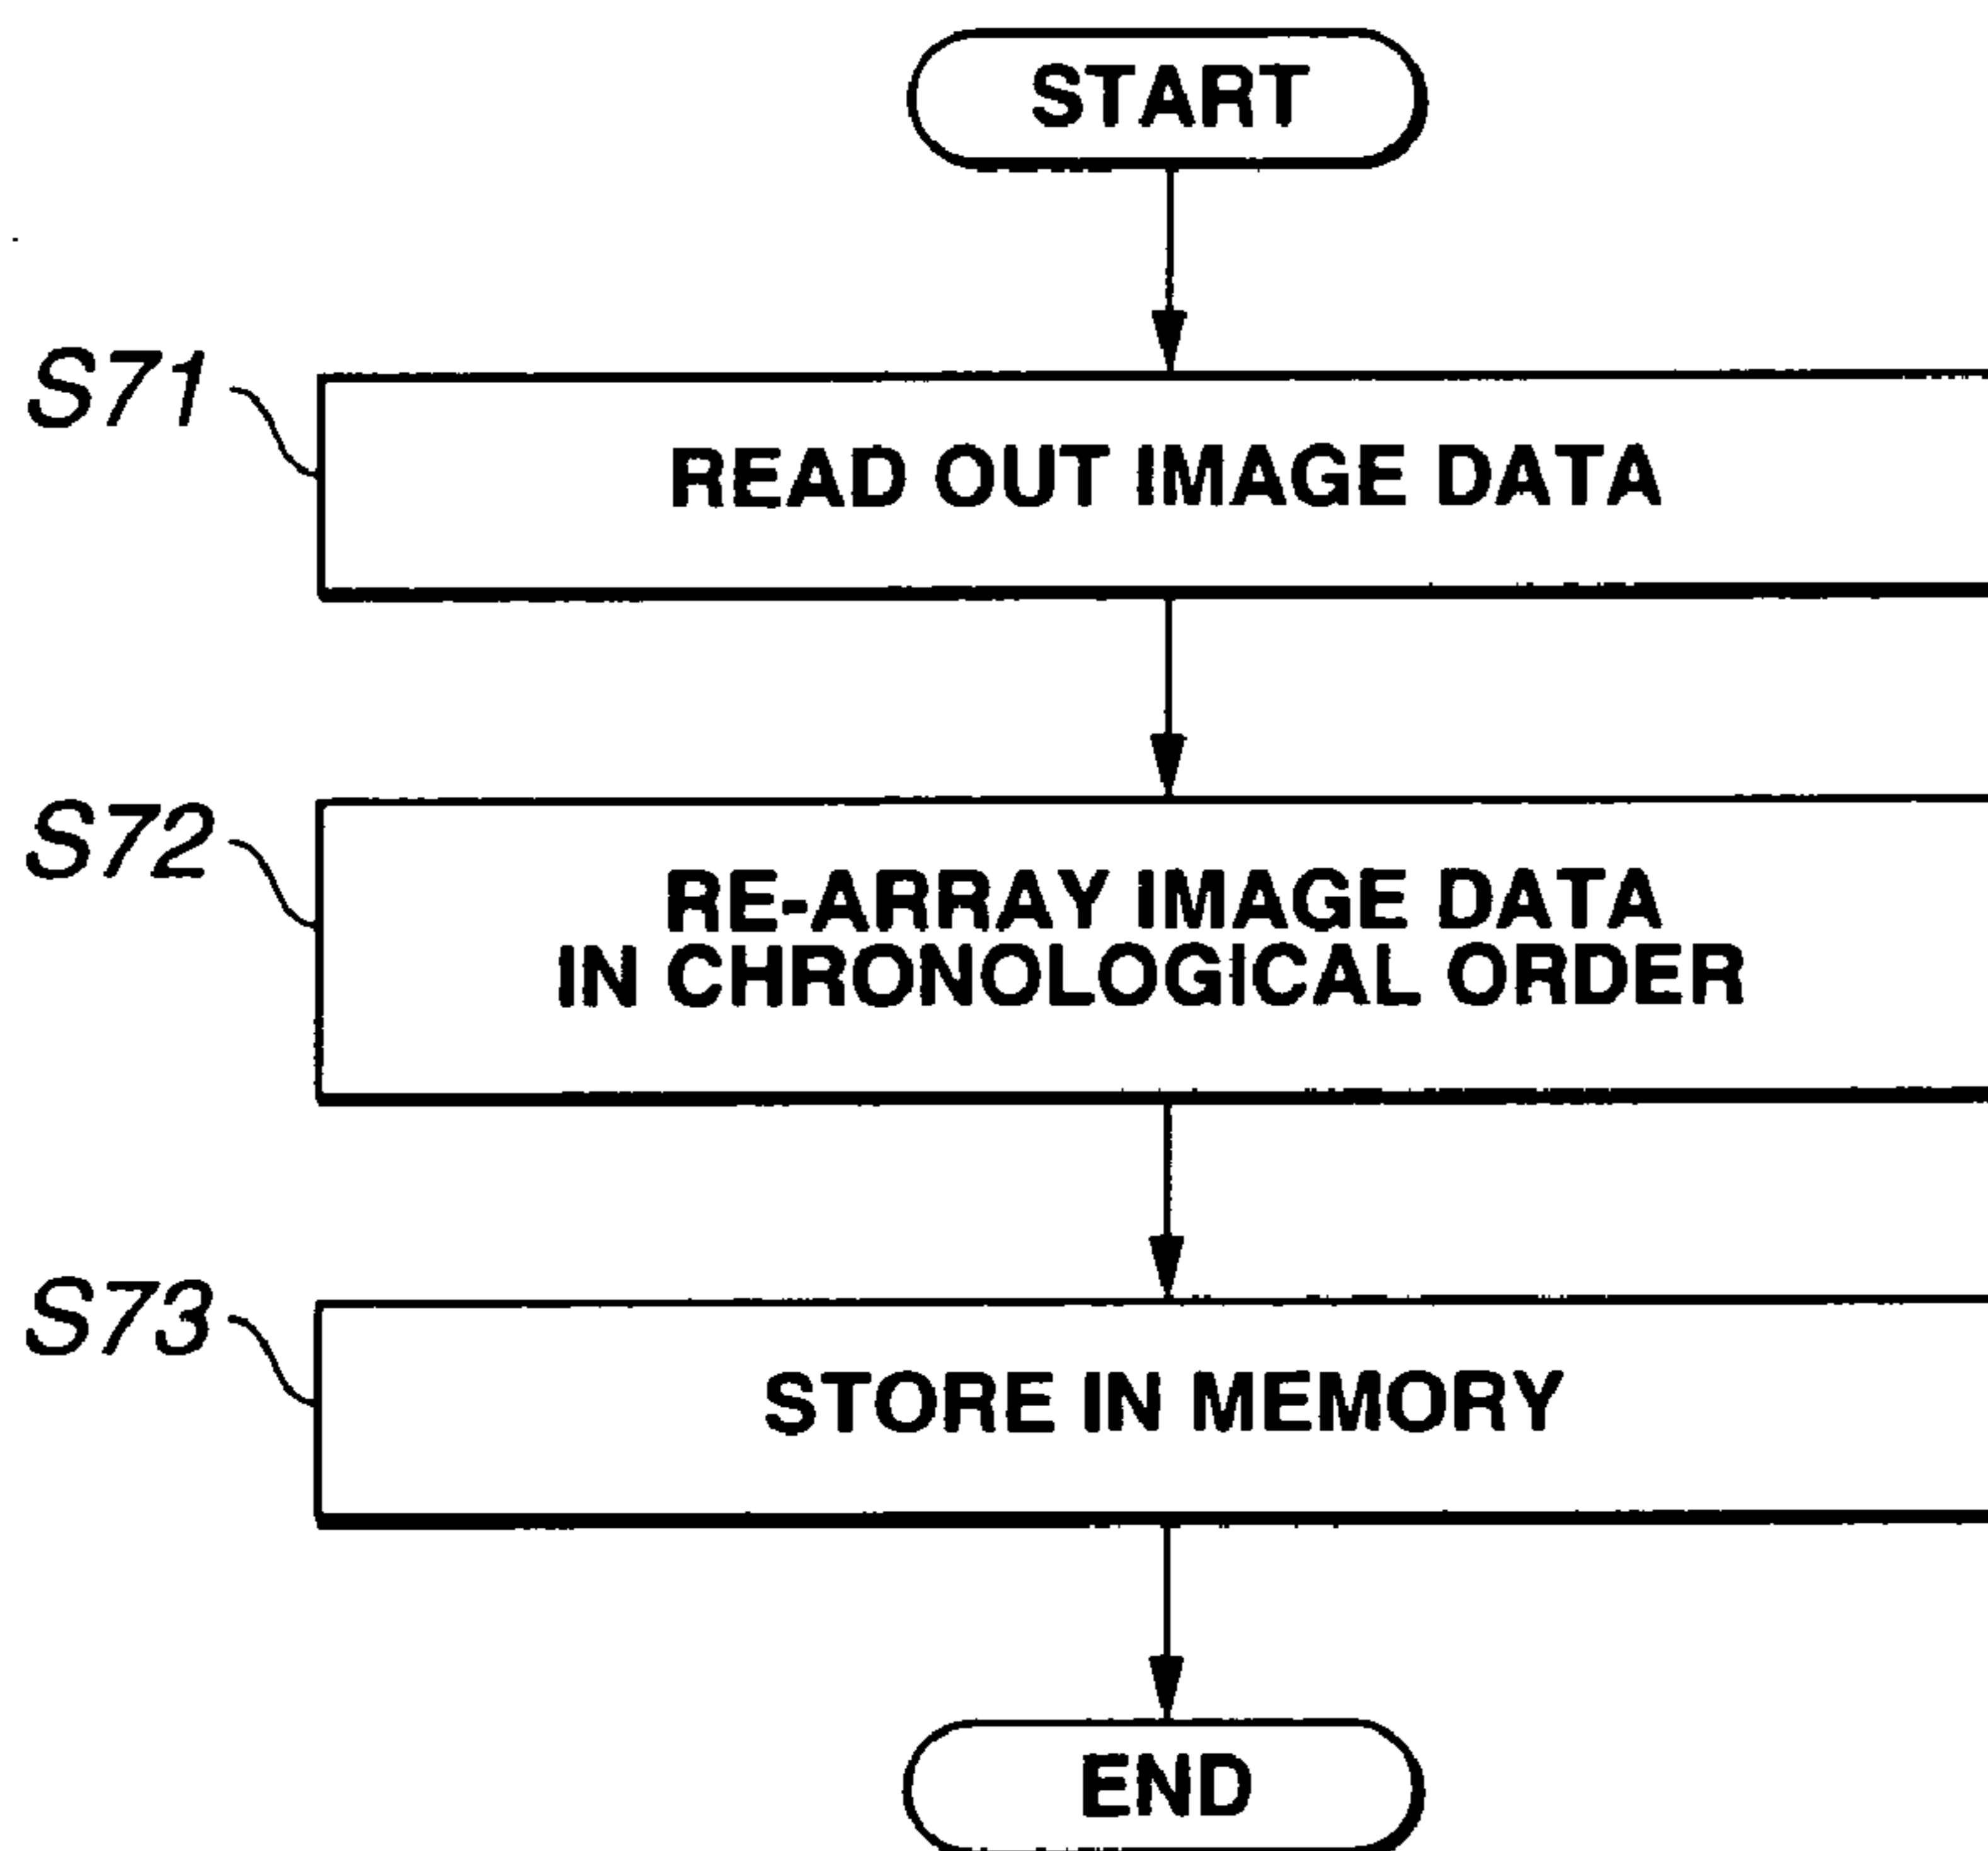 START
S71
READ OUT IMAGE DATA
S72
RE-ARRAY IMAGE DATA
IN CHRONOLOGICAL ORDER
S73
STORE IN MEMORY
END